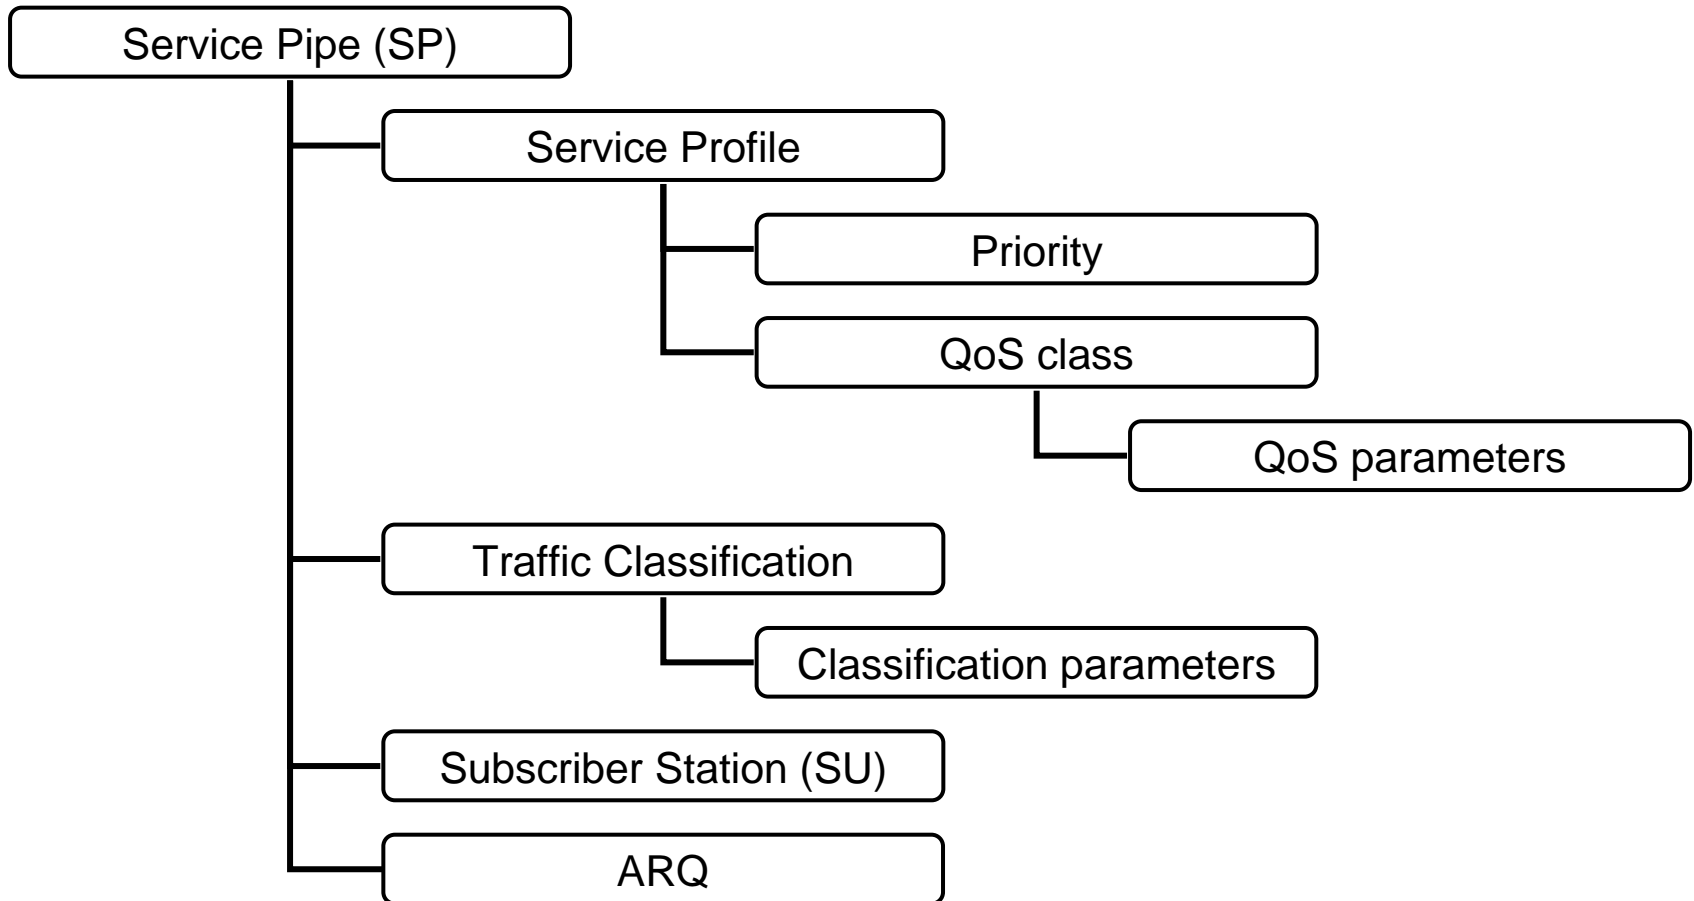 Service Pipe (SP)
Service Profile
Priority
QoS class
QoS parameters
Traffic Classification
Classification parameters
Subscriber Station (SU)
ARQ